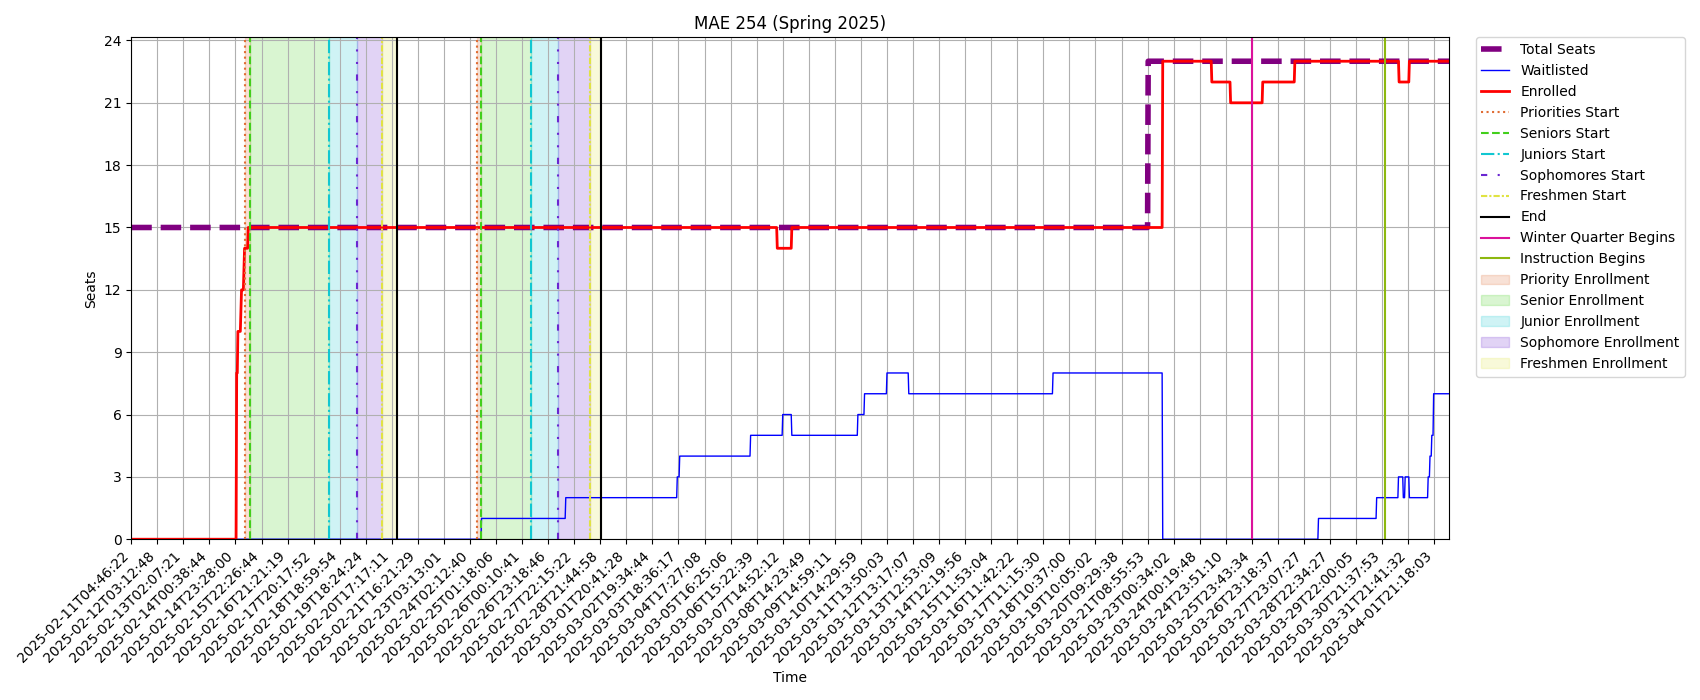 MAE 254 (Spring 2025)
24
21
18
15
12
9
6
3
0
Seats
2025-02-11T04:46:22
2025-02-12T03:12:48
2025-02-13T02:07:21
2025-02-14T00:38:44
2025-02-14T23:28:00
2025-02-15T22:26:44
2025-02-16T21:21:19
2025-02-17T20:17:52
2025-02-18T18:59:54
2025-02-19T18:24:24
2025-02-20T17:17:11
2025-02-21T16:21:29
2025-02-23T03:13:01
2025-02-24T02:12:40
2025-02-25T01:18:06
2025-02-26T00:10:41
2025-02-26T23:18:46
2025-02-27T22:15:22
2025-02-28T21:44:58
2025-03-01T20:41:28
2025-03-02T19:34:44
2025-03-03T18:36:17
2025-03-04T17:27:08
2025-03-05T16:25:06
2025-03-06T15:22:39
2025-03-07T14:52:12
2025-03-08T14:23:49
2025-03-09T14:59:11
2025-03-10T14:29:59
2025-03-11T13:50:03
2025-03-12T13:17:07
2025-03-13T12:53:09
2025-03-14T12:19:56
2025-03-15T11:53:04
2025-03-16T11:42:22
2025-03-17T11:15:30
2025-03-18T10:37:00
2025-03-19T10:05:02
2025-03-20T09:29:38
2025-03-21T08:55:53
2025-03-23T00:34:02
2025-03-24T00:19:48
2025-03-24T23:51:10
2025-03-25T23:43:34
2025-03-26T23:18:37
2025-03-27T23:07:27
2025-03-28T22:34:27
2025-03-29T22:00:05
2025-03-30T21:37:53
2025-03-31T21:41:32
2025-04-01T21:18:03
Time
Total Seats
Waitlisted
Enrolled
Priorities Start
Seniors Start
Juniors Start
Sophomores Start
Freshmen Start
End
Winter Quarter Begins
Instruction Begins
Priority Enrollment
Senior Enrollment
Junior Enrollment
Sophomore Enrollment
Freshmen Enrollment